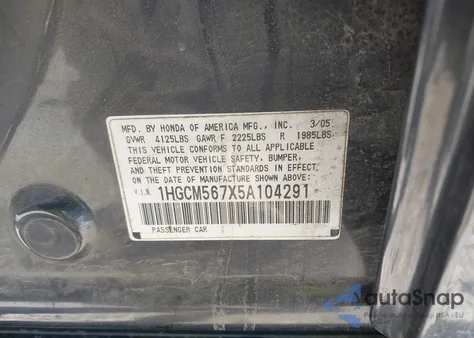 MFD. BY HONDA OF AMERICA MFG., INC. 3/05
GVWR 4125LBS GAWR F 2225LBS R 1985LBS
THIS VEHICLE CONFORMS TO ALL APPLICABLE
FEDERAL MOTOR VEHICLE SAFETY, BUMPER,
AND THEFT PREVENTION STANDARDS IN EFFECT
ON THE DATE OF MANUFACTURE SHOWN ABOVE.
V.I.N. 1HGCM567X5A104291
PASSENGER CAR
autoSnap
USA i EU